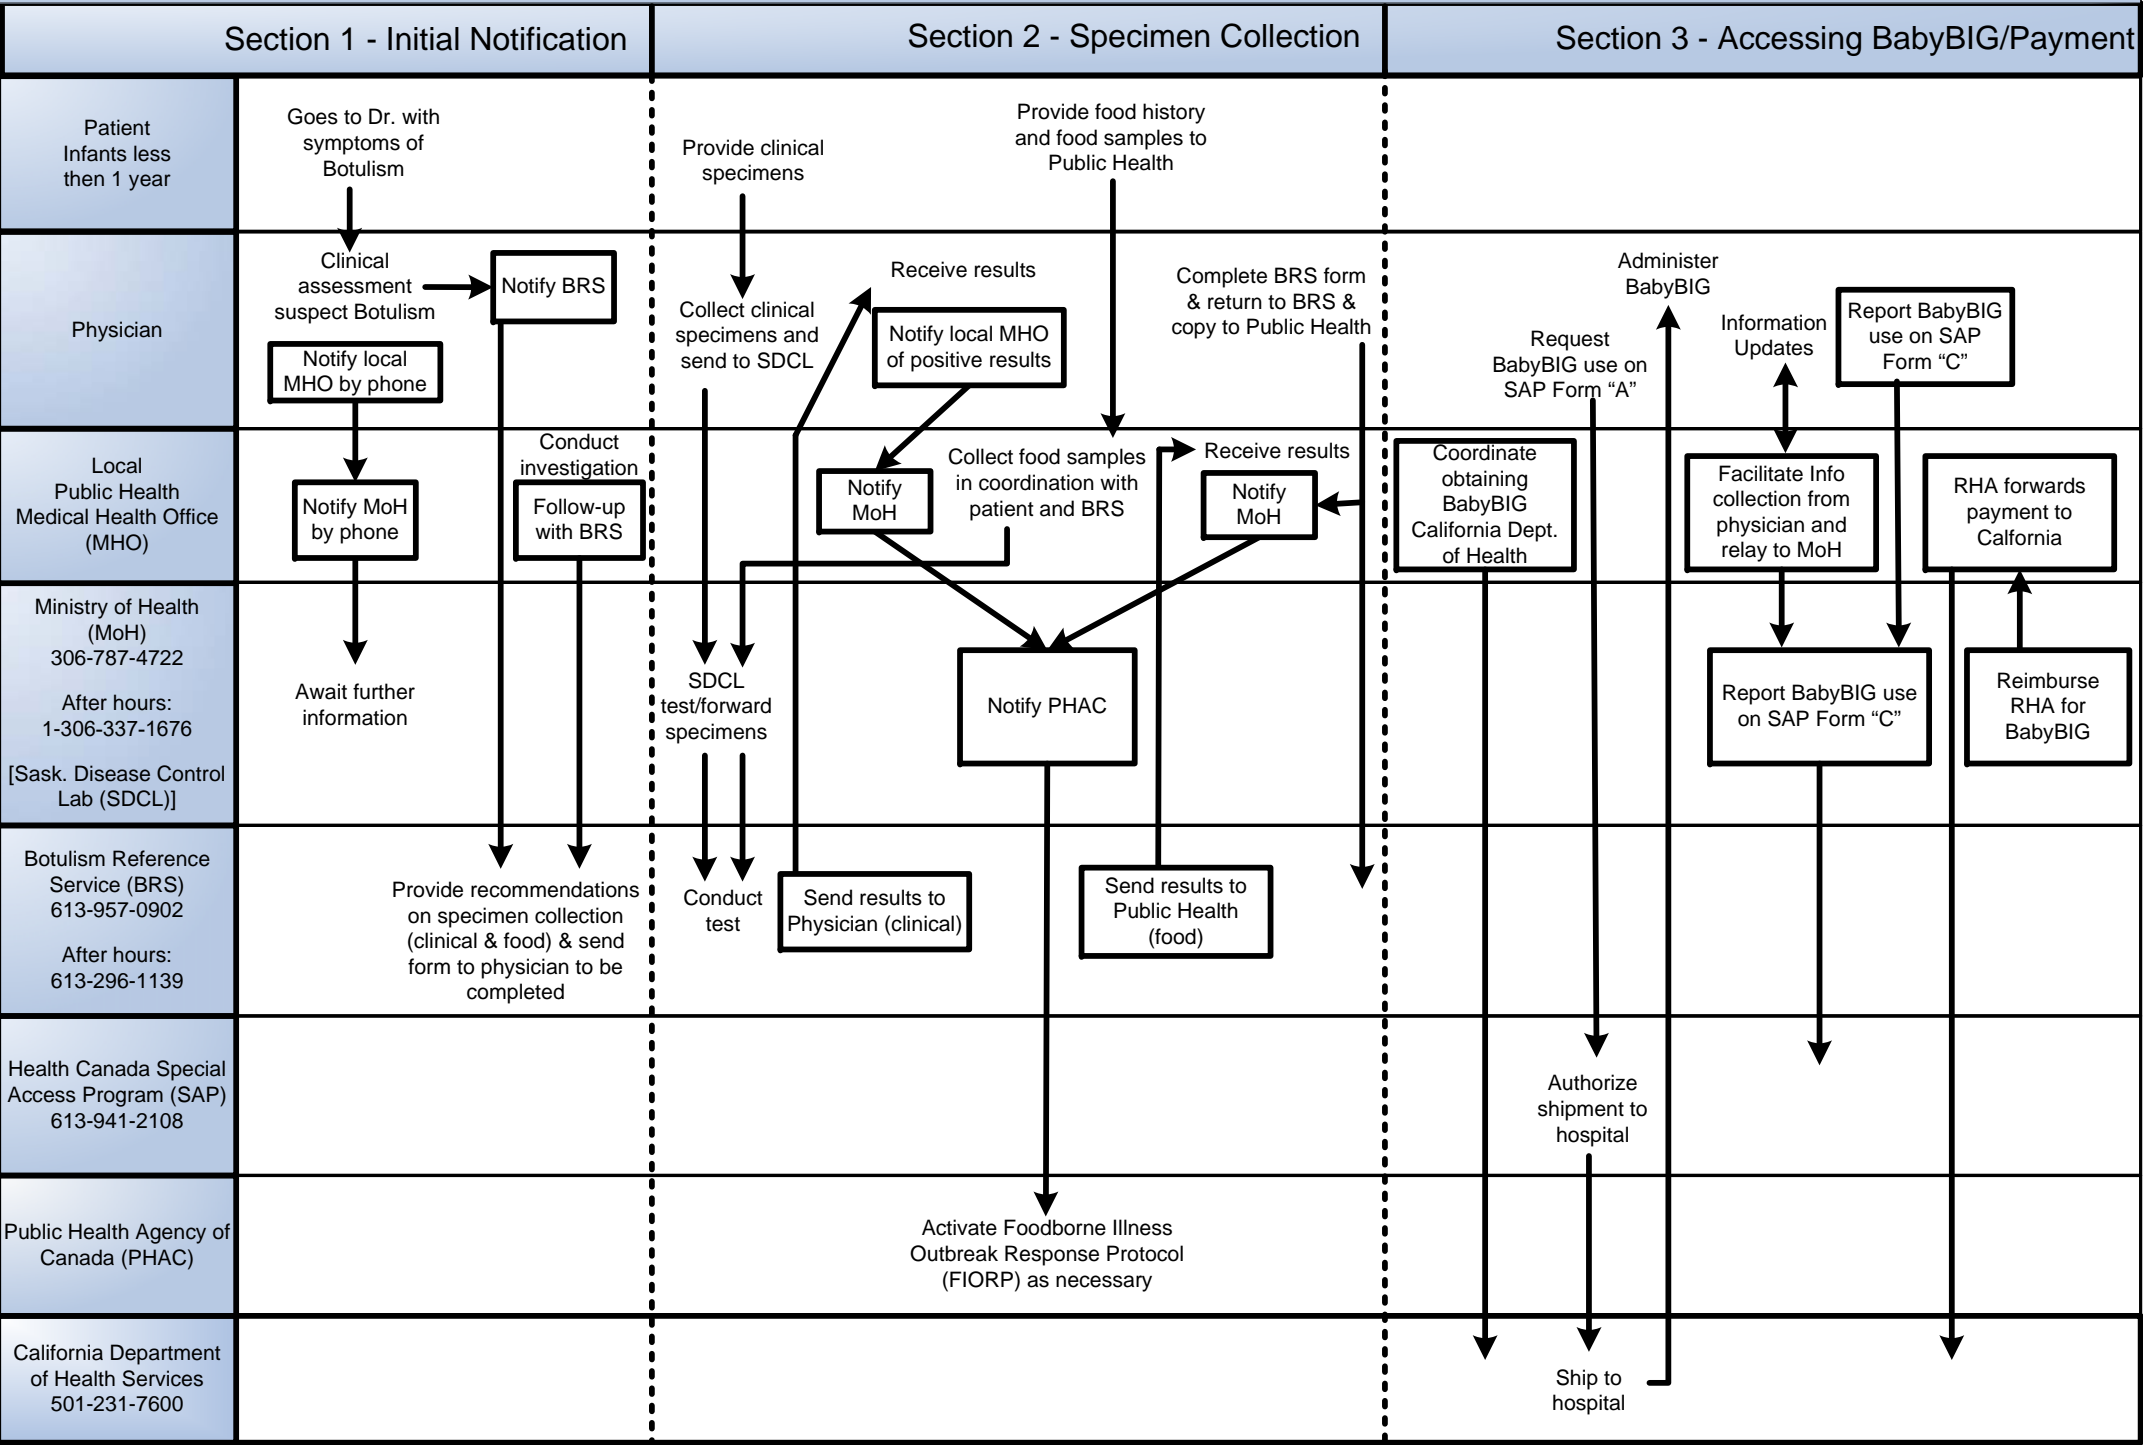 Section 1 - Initial Notification
Section 2 - Specimen Collection
Section 3 - Accessing BabyBIG/Payment
Patient
Infants less
then 1 year
Goes to Dr. with
symptoms of
Botulism
Provide clinical
specimens
Provide food history
and food samples to
Public Health
Physician
Clinical
assessment
suspect Botulism
Notify BRS
Notify local
MHO by phone
Collect clinical
specimens and
send to SDCL
Receive results
Notify local MHO
of positive results
Complete BRS form
& return to BRS &
copy to Public Health
Request
BabyBIG use on
SAP Form “A”
Administer
BabyBIG
Information
Updates
Report BabyBIG
use on SAP
Form “C”
Local
Public Health
Medical Health Office
(MHO)
Notify MoH
by phone
Conduct
investigation
Follow-up
with BRS
Notify
MoH
Collect food samples
in coordination with
patient and BRS
Receive results
Notify
MoH
Coordinate
obtaining
BabyBIG
California Dept.
of Health
Facilitate Info
collection from
physician and
relay to MoH
RHA forwards
payment to
Calfornia
Ministry of Health
(MoH)
306-787-4722
After hours:
1-306-337-1676
[Sask. Disease Control
Lab (SDCL)]
Await further
information
SDCL
test/forward
specimens
Notify PHAC
Report BabyBIG use
on SAP Form “C”
Reimburse
RHA for
BabyBIG
Botulism Reference
Service (BRS)
613-957-0902
After hours:
613-296-1139
Provide recommendations
on specimen collection
(clinical & food) & send
form to physician to be
completed
Conduct
test
Send results to
Physician (clinical)
Send results to
Public Health
(food)
Health Canada Special
Access Program (SAP)
613-941-2108
Authorize
shipment to
hospital
Public Health Agency of
Canada (PHAC)
Activate Foodborne Illness
Outbreak Response Protocol
(FIORP) as necessary
California Department
of Health Services
501-231-7600
Ship to
hospital